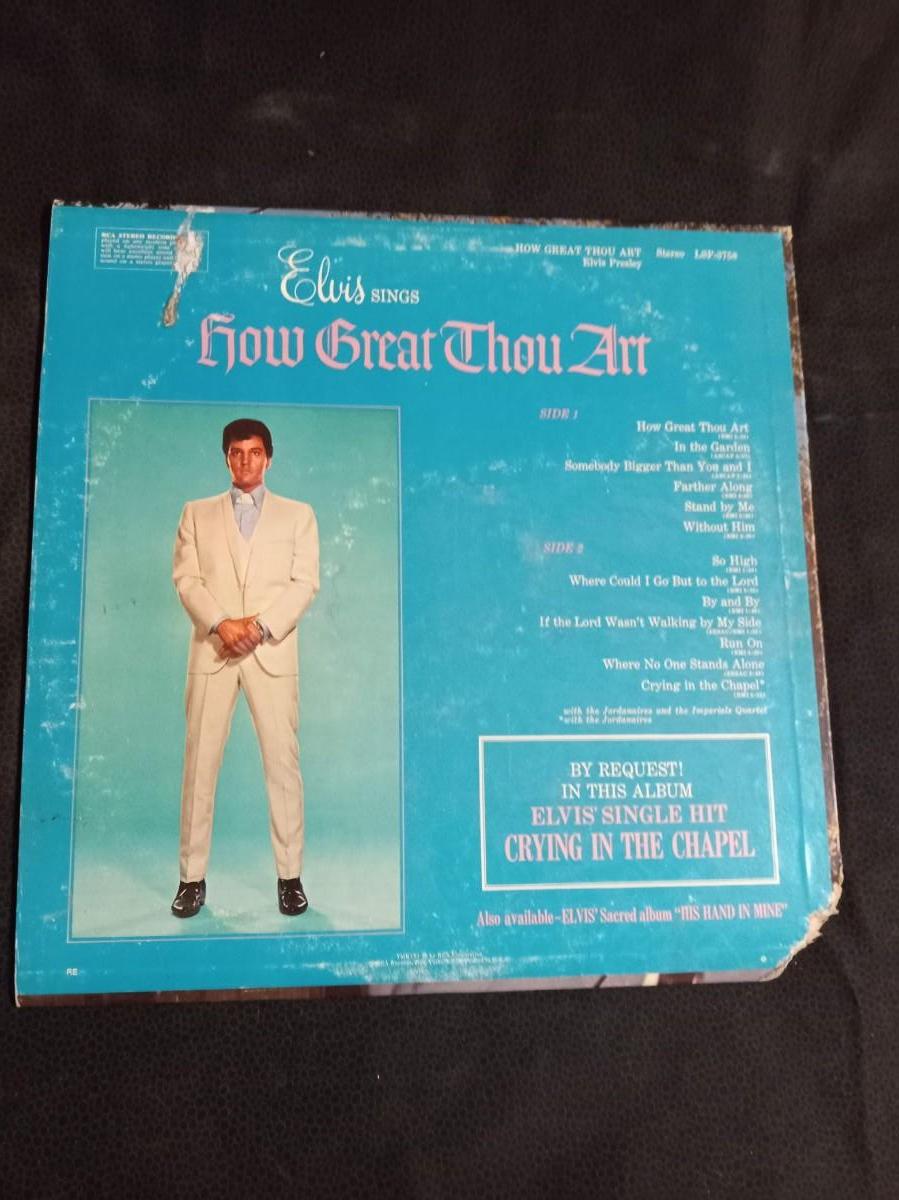 RCA STEREO RECORD
HOW GREAT THOU ART Stereo LSP-3758
Elvis Presley
Elvis SINGS
How Great Thou Art
SIDE 1
How Great Thou Art
In the Garden
Somebody Bigger Than You and I
Farther Along
Stand by Me
Without Him
SIDE 2
So High
Where Could I Go But to the Lord
By and By
If the Lord Wasn't Walking by My Side
Run On
Where No One Stands Alone
Crying in the Chapel*
with the Jordanaires and the Imperials Quartet
*with the Jordanaires
BY REQUEST!
IN THIS ALBUM
ELVIS' SINGLE HIT
CRYING IN THE CHAPEL
Also available-ELVIS' Sacred album "HIS HAND IN MINE"
RE